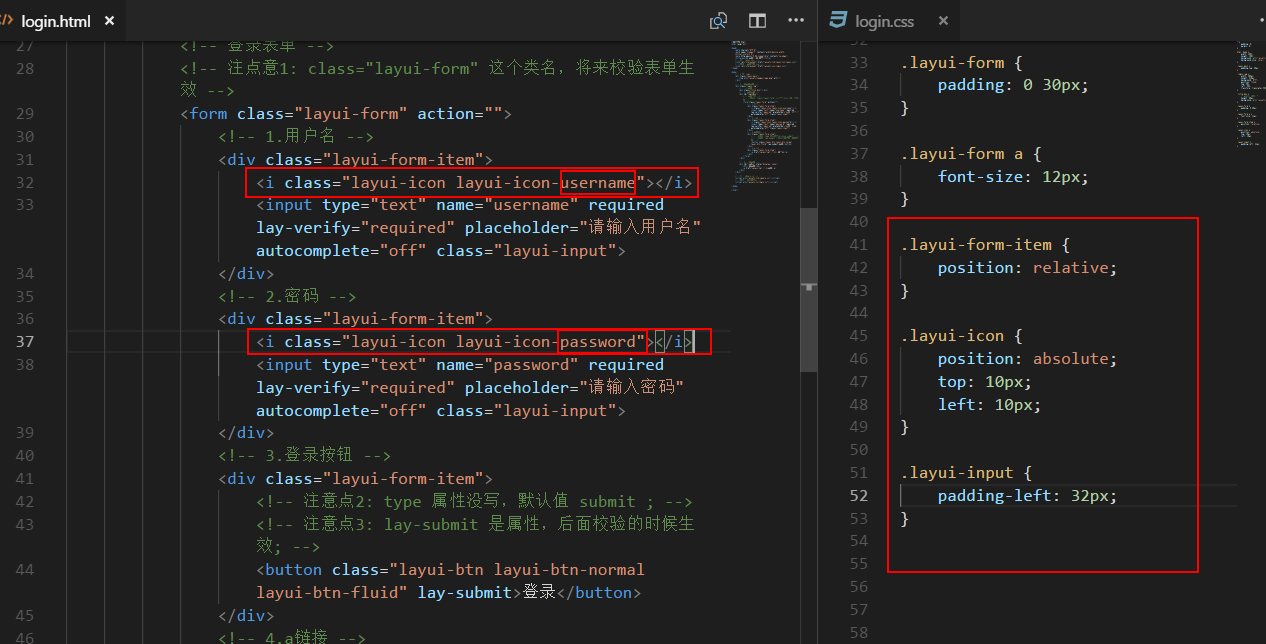 login.html ×
27 <!-- 登录表单 -->
28 <!-- 注点意1: class="layui-form" 这个类名，将来校验表单生
效 -->
29 <form class="layui-form" action="">
30 <!-- 1.用户名 -->
31 <div class="layui-form-item">
32 <i class="layui-icon layui-icon-username"></i>
33 <input type="text" name="username" required
lay-verify="required" placeholder="请输入用户名"
autocomplete="off" class="layui-input">
34 </div>
35 <!-- 2.密码 -->
36 <div class="layui-form-item">
37 <i class="layui-icon layui-icon-password"></i>
38 <input type="text" name="password" required
lay-verify="required" placeholder="请输入密码"
autocomplete="off" class="layui-input">
39 </div>
40 <!-- 3.登录按钮 -->
41 <div class="layui-form-item">
42 <!-- 注意点2: type 属性没写，默认值 submit ; -->
43 <!-- 注意点3: lay-submit 是属性，后面校验的时候生
效; -->
44 <button class="layui-btn layui-btn-normal
layui-btn-fluid" lay-submit>登录</button>
45 </div>
46 <!-- 4.a链接 -->
login.css ×
32
33 .layui-form {
34 padding: 0 30px;
35 }
36
37 .layui-form a {
38 font-size: 12px;
39 }
40
41 .layui-form-item {
42 position: relative;
43 }
44
45 .layui-icon {
46 position: absolute;
47 top: 10px;
48 left: 10px;
49 }
50
51 .layui-input {
52 padding-left: 32px;
53 }
54
55
56
57
58